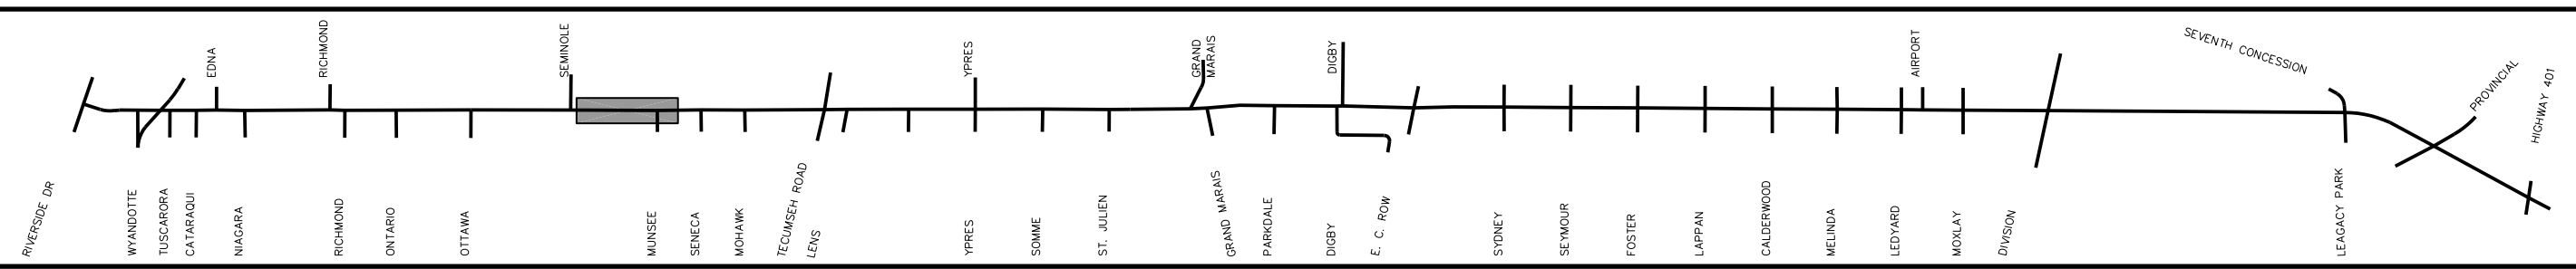 EDNA
RICHMOND
SEMINOLE
YPRES
GRAND
MARAIS
DIGBY
AIRPORT
SEVENTH CONCESSION
PROVINCIAL
HIGHWAY 401
RIVERSIDE DR
WYANDOTTE
TUSCARORA
CATARAQUI
NIAGARA
RICHMOND
ONTARIO
OTTAWA
MUNSEE
SENECA
MOHAWK
TECUMSEH ROAD
LENS
YPRES
SOMME
ST. JULIEN
GRAND MARAIS
PARKDALE
DIGBY
E. C. ROW
SYDNEY
SEYMOUR
FOSTER
LAPPAN
CALDERWOOD
MELINDA
LEDYARD
MOXLAY
DIVISION
LEAGACY PARK